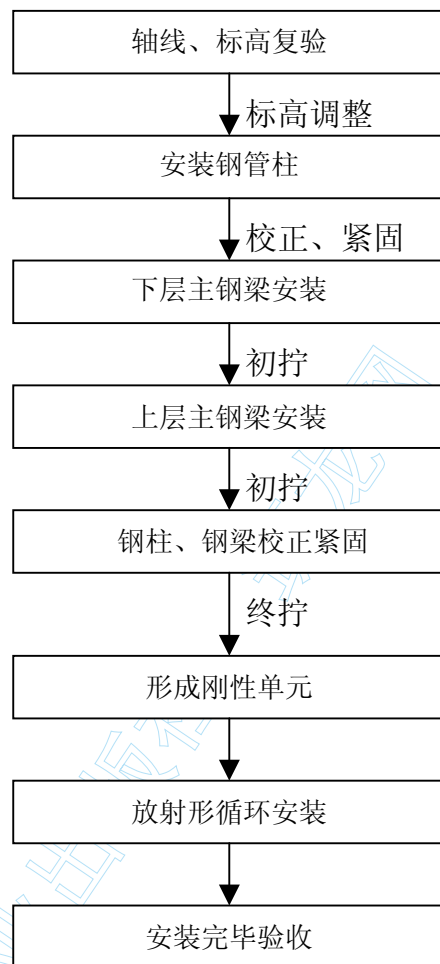 轴线、标高复验
标高调整
安装钢管柱
校正、紧固
下层主钢梁安装
初拧
上层主钢梁安装
初拧
钢柱、钢梁校正紧固
终拧
形成刚性单元
放射形循环安装
安装完毕验收